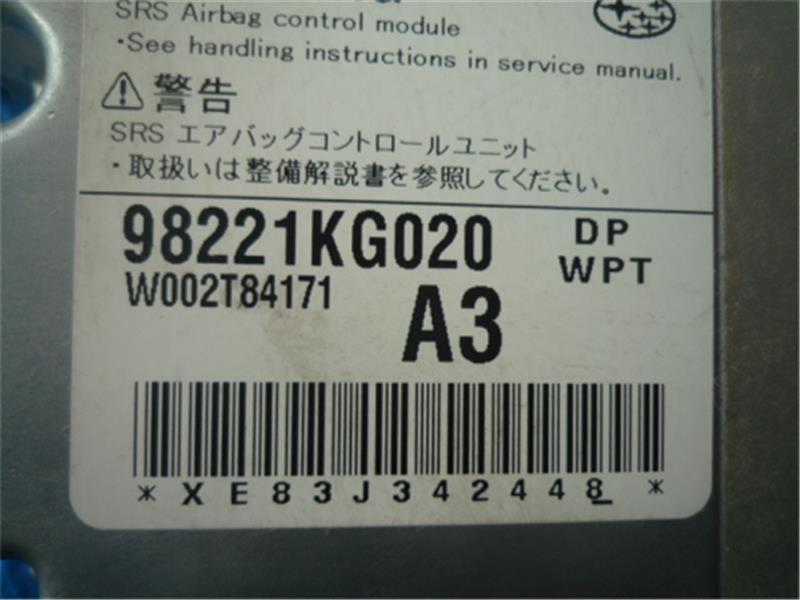 SRS Airbag control module
·See handling instructions in service manual.
警告
SRS エアバッグコントロールユニット
・取扱いは整備解説書を参照してください。
98221KG020 DP
WPT
W002T84171
A3
*XE83J342448*